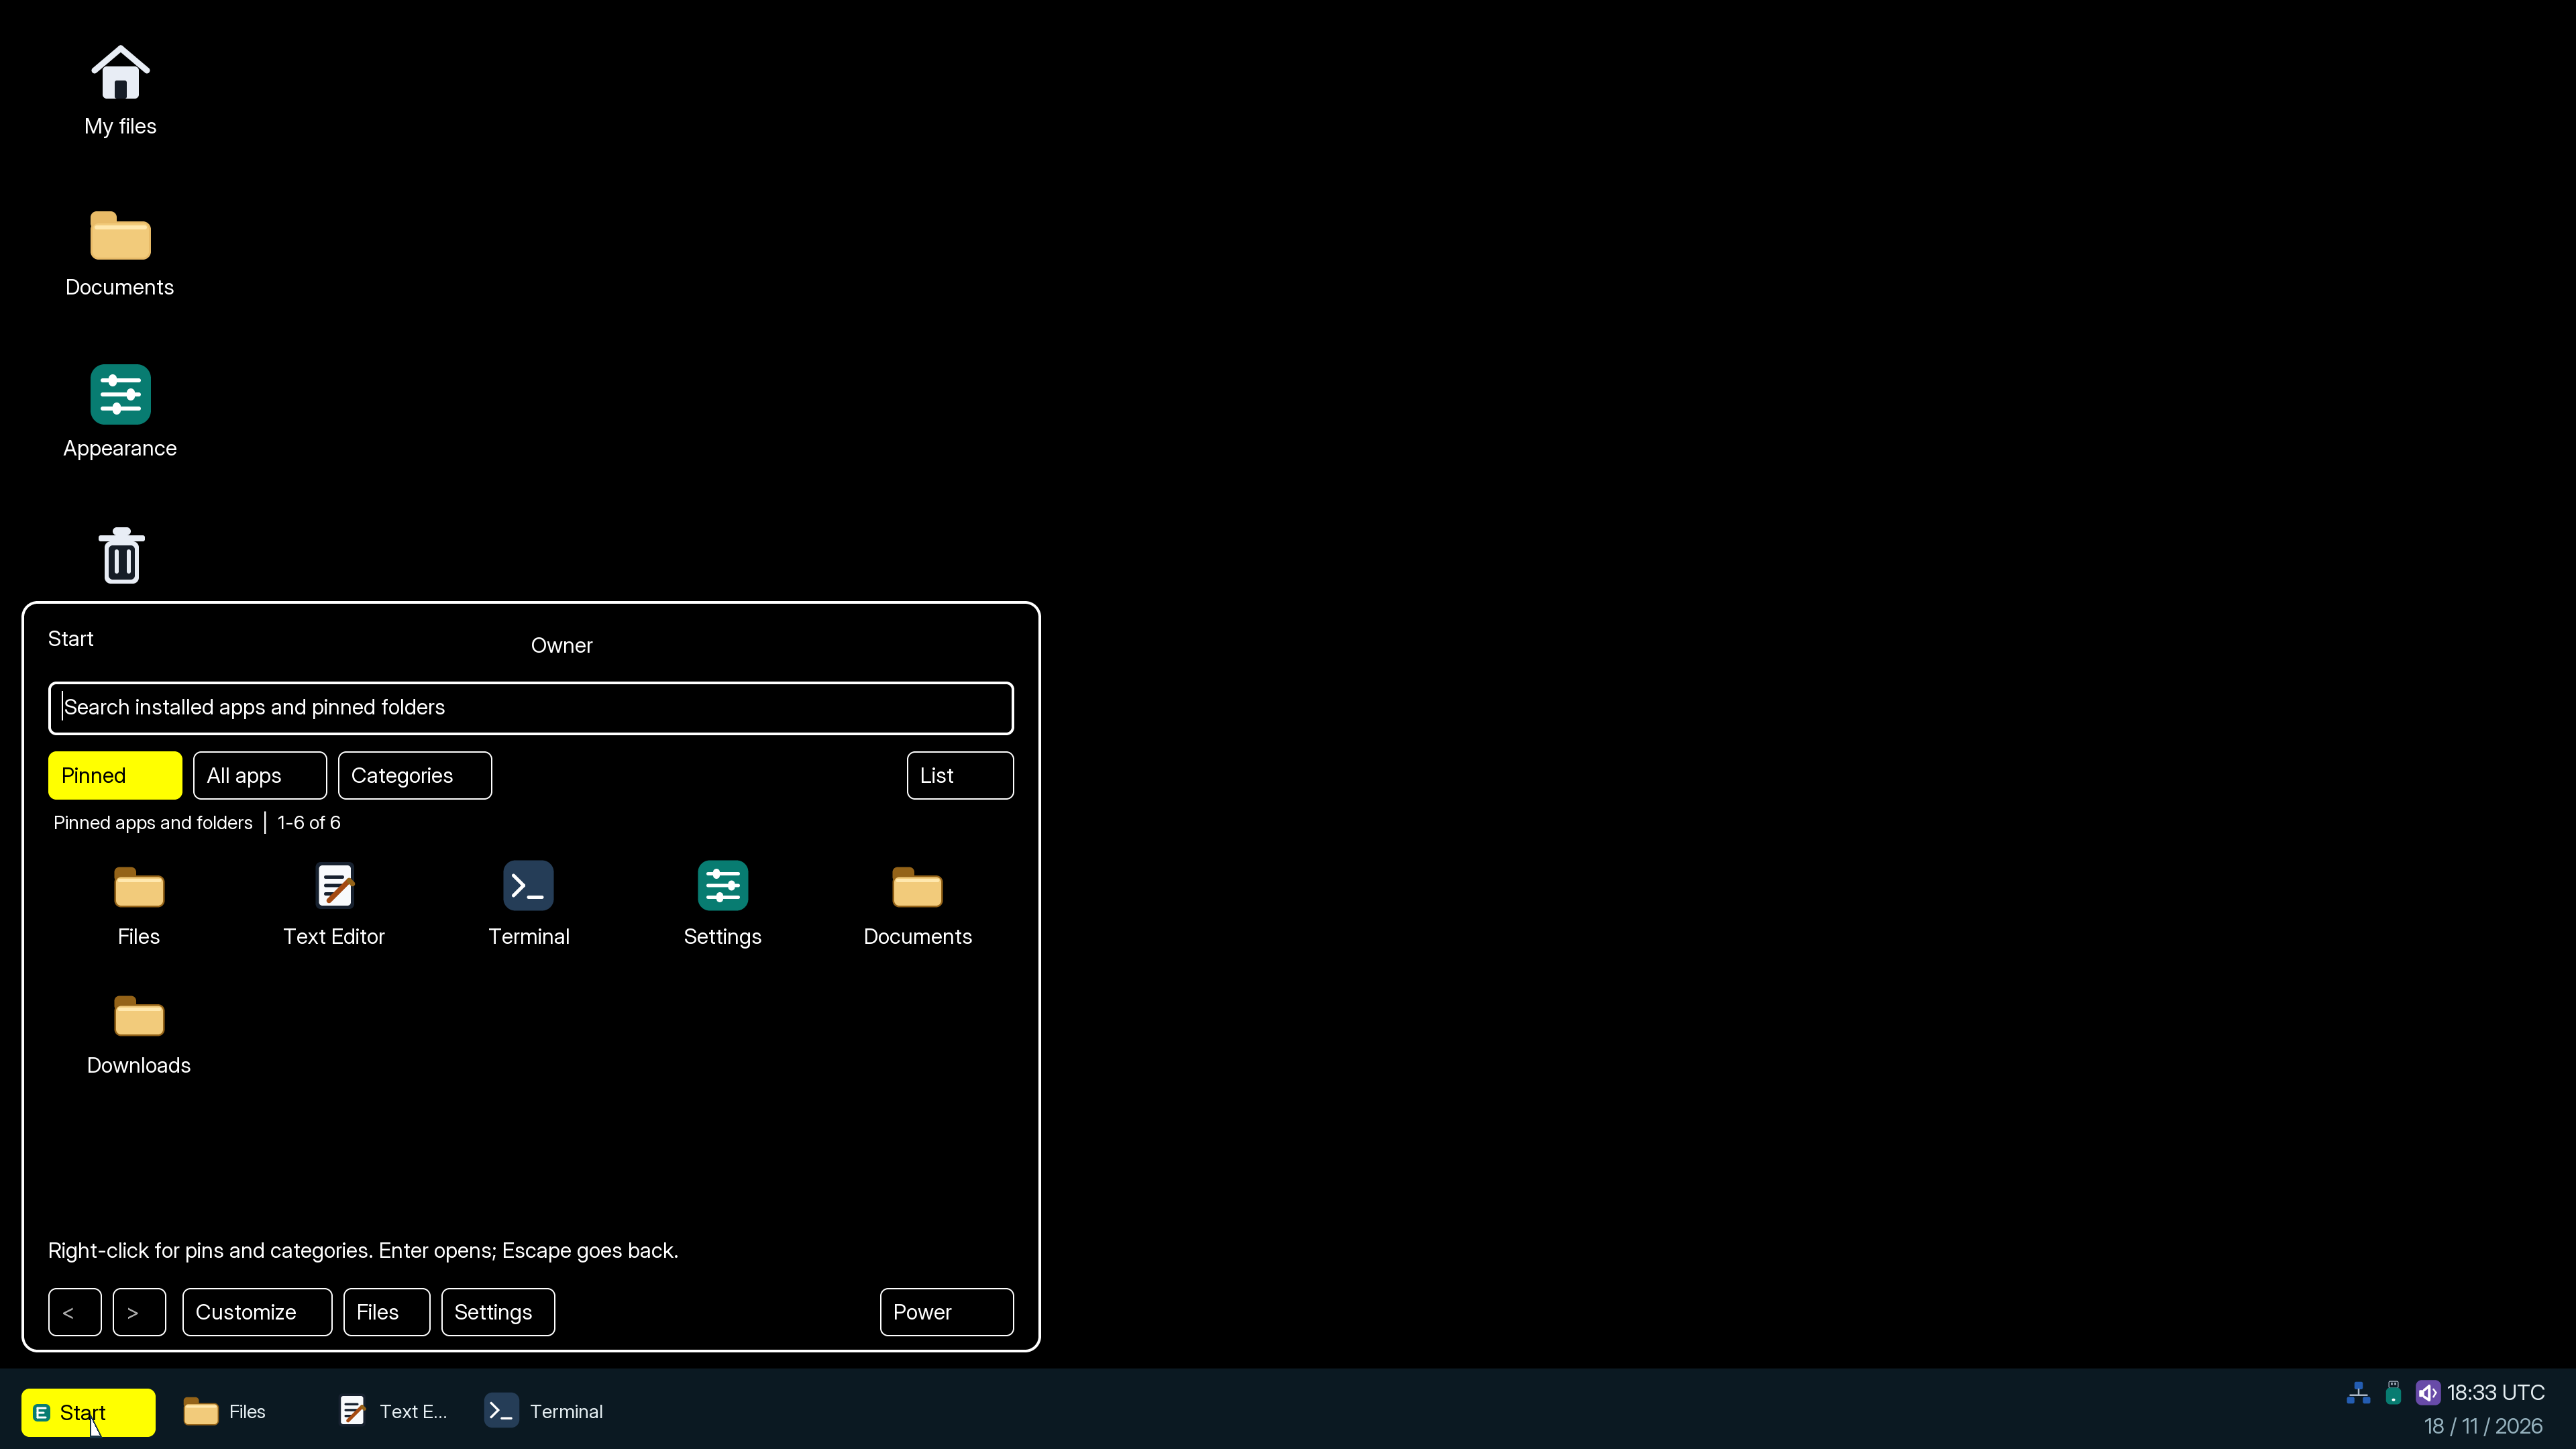 My files
Documents
Appearance
Start
Owner
Search installed apps and pinned folders
Pinned All apps Categories List
Pinned apps and folders | 1-6 of 6
Files Text Editor Terminal Settings Documents
Downloads
Right-click for pins and categories. Enter opens; Escape goes back.
< > Customize Files Settings Power
E Start Files Text E... Terminal 18:33 UTC
18 / 11 / 2026